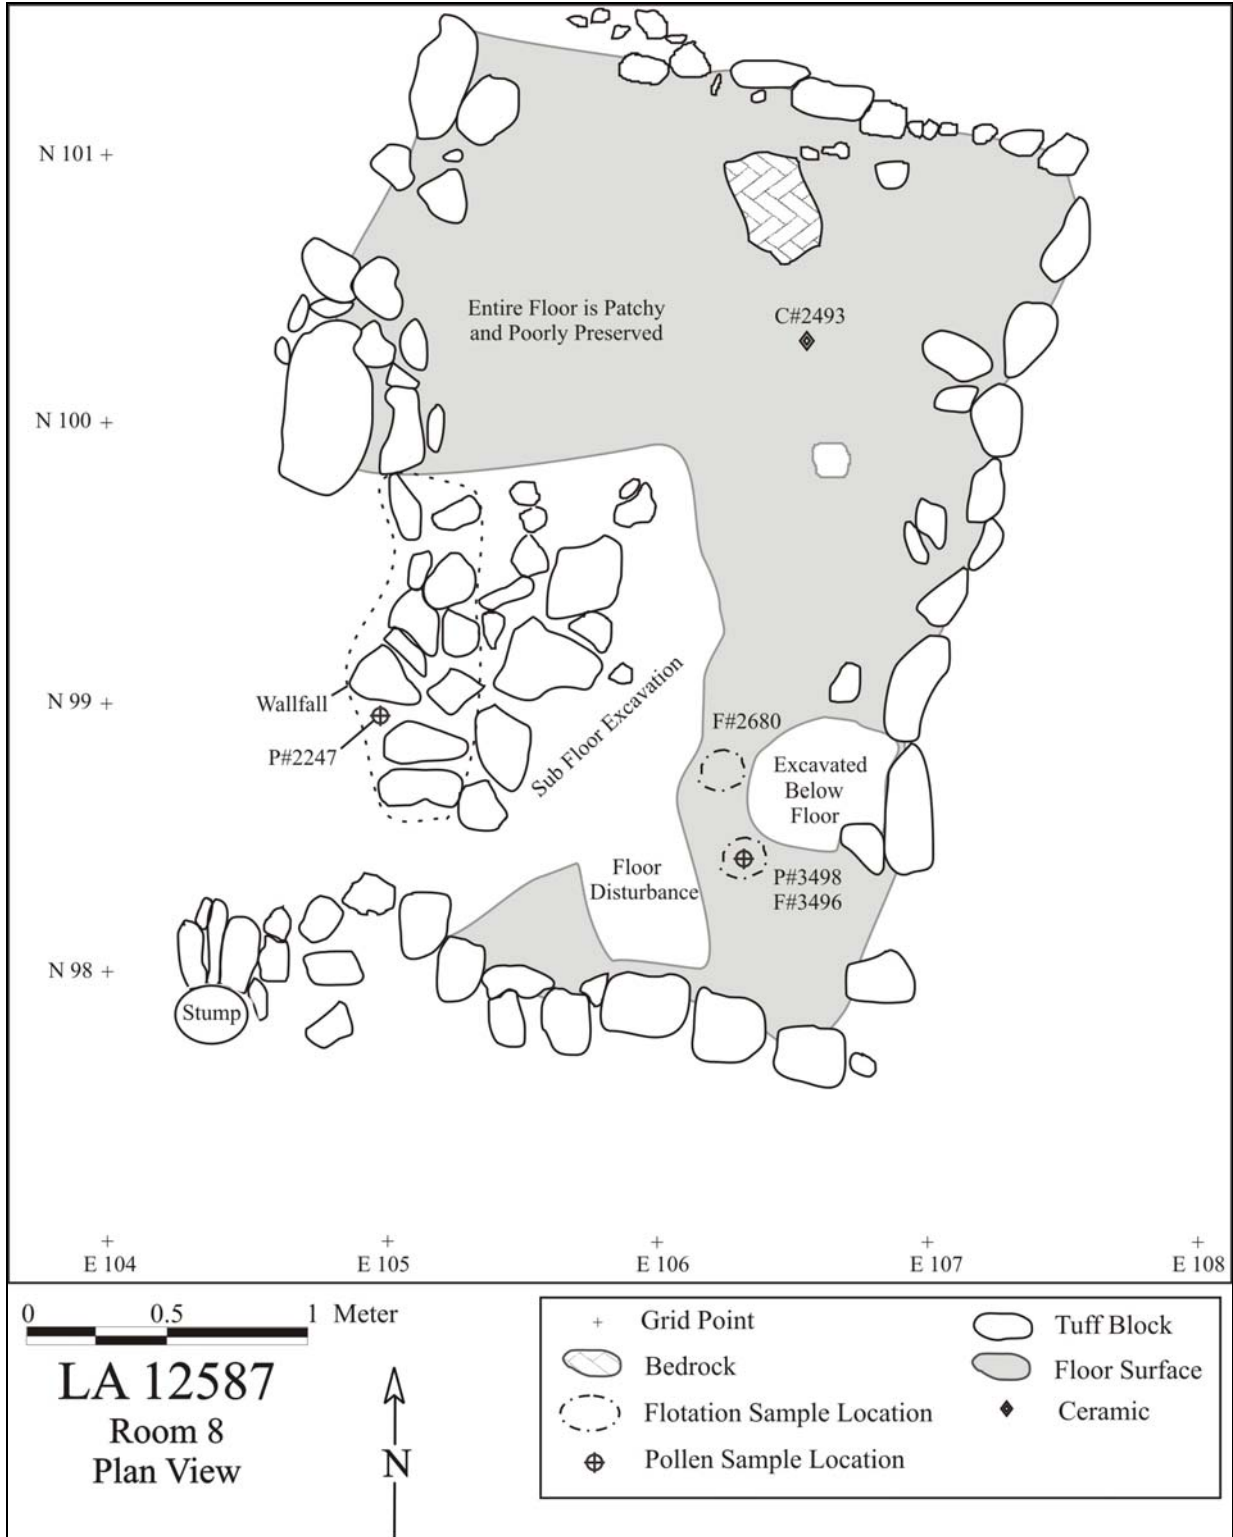 N 101
Entire Floor is Patchy
and Poorly Preserved
C#2493
N 100
N 99
Wallfall
P#2247
Sub Floor Excavation
F#2680
Excavated
Below
Floor
Floor
Disturbance
P#3498
F#3496
N 98
Stump
E 104
E 105
E 106
E 107
E 108
0 0.5 1 Meter
LA 12587
Room 8
Plan View
N
Grid Point
Bedrock
Flotation Sample Location
Pollen Sample Location
Tuff Block
Floor Surface
Ceramic